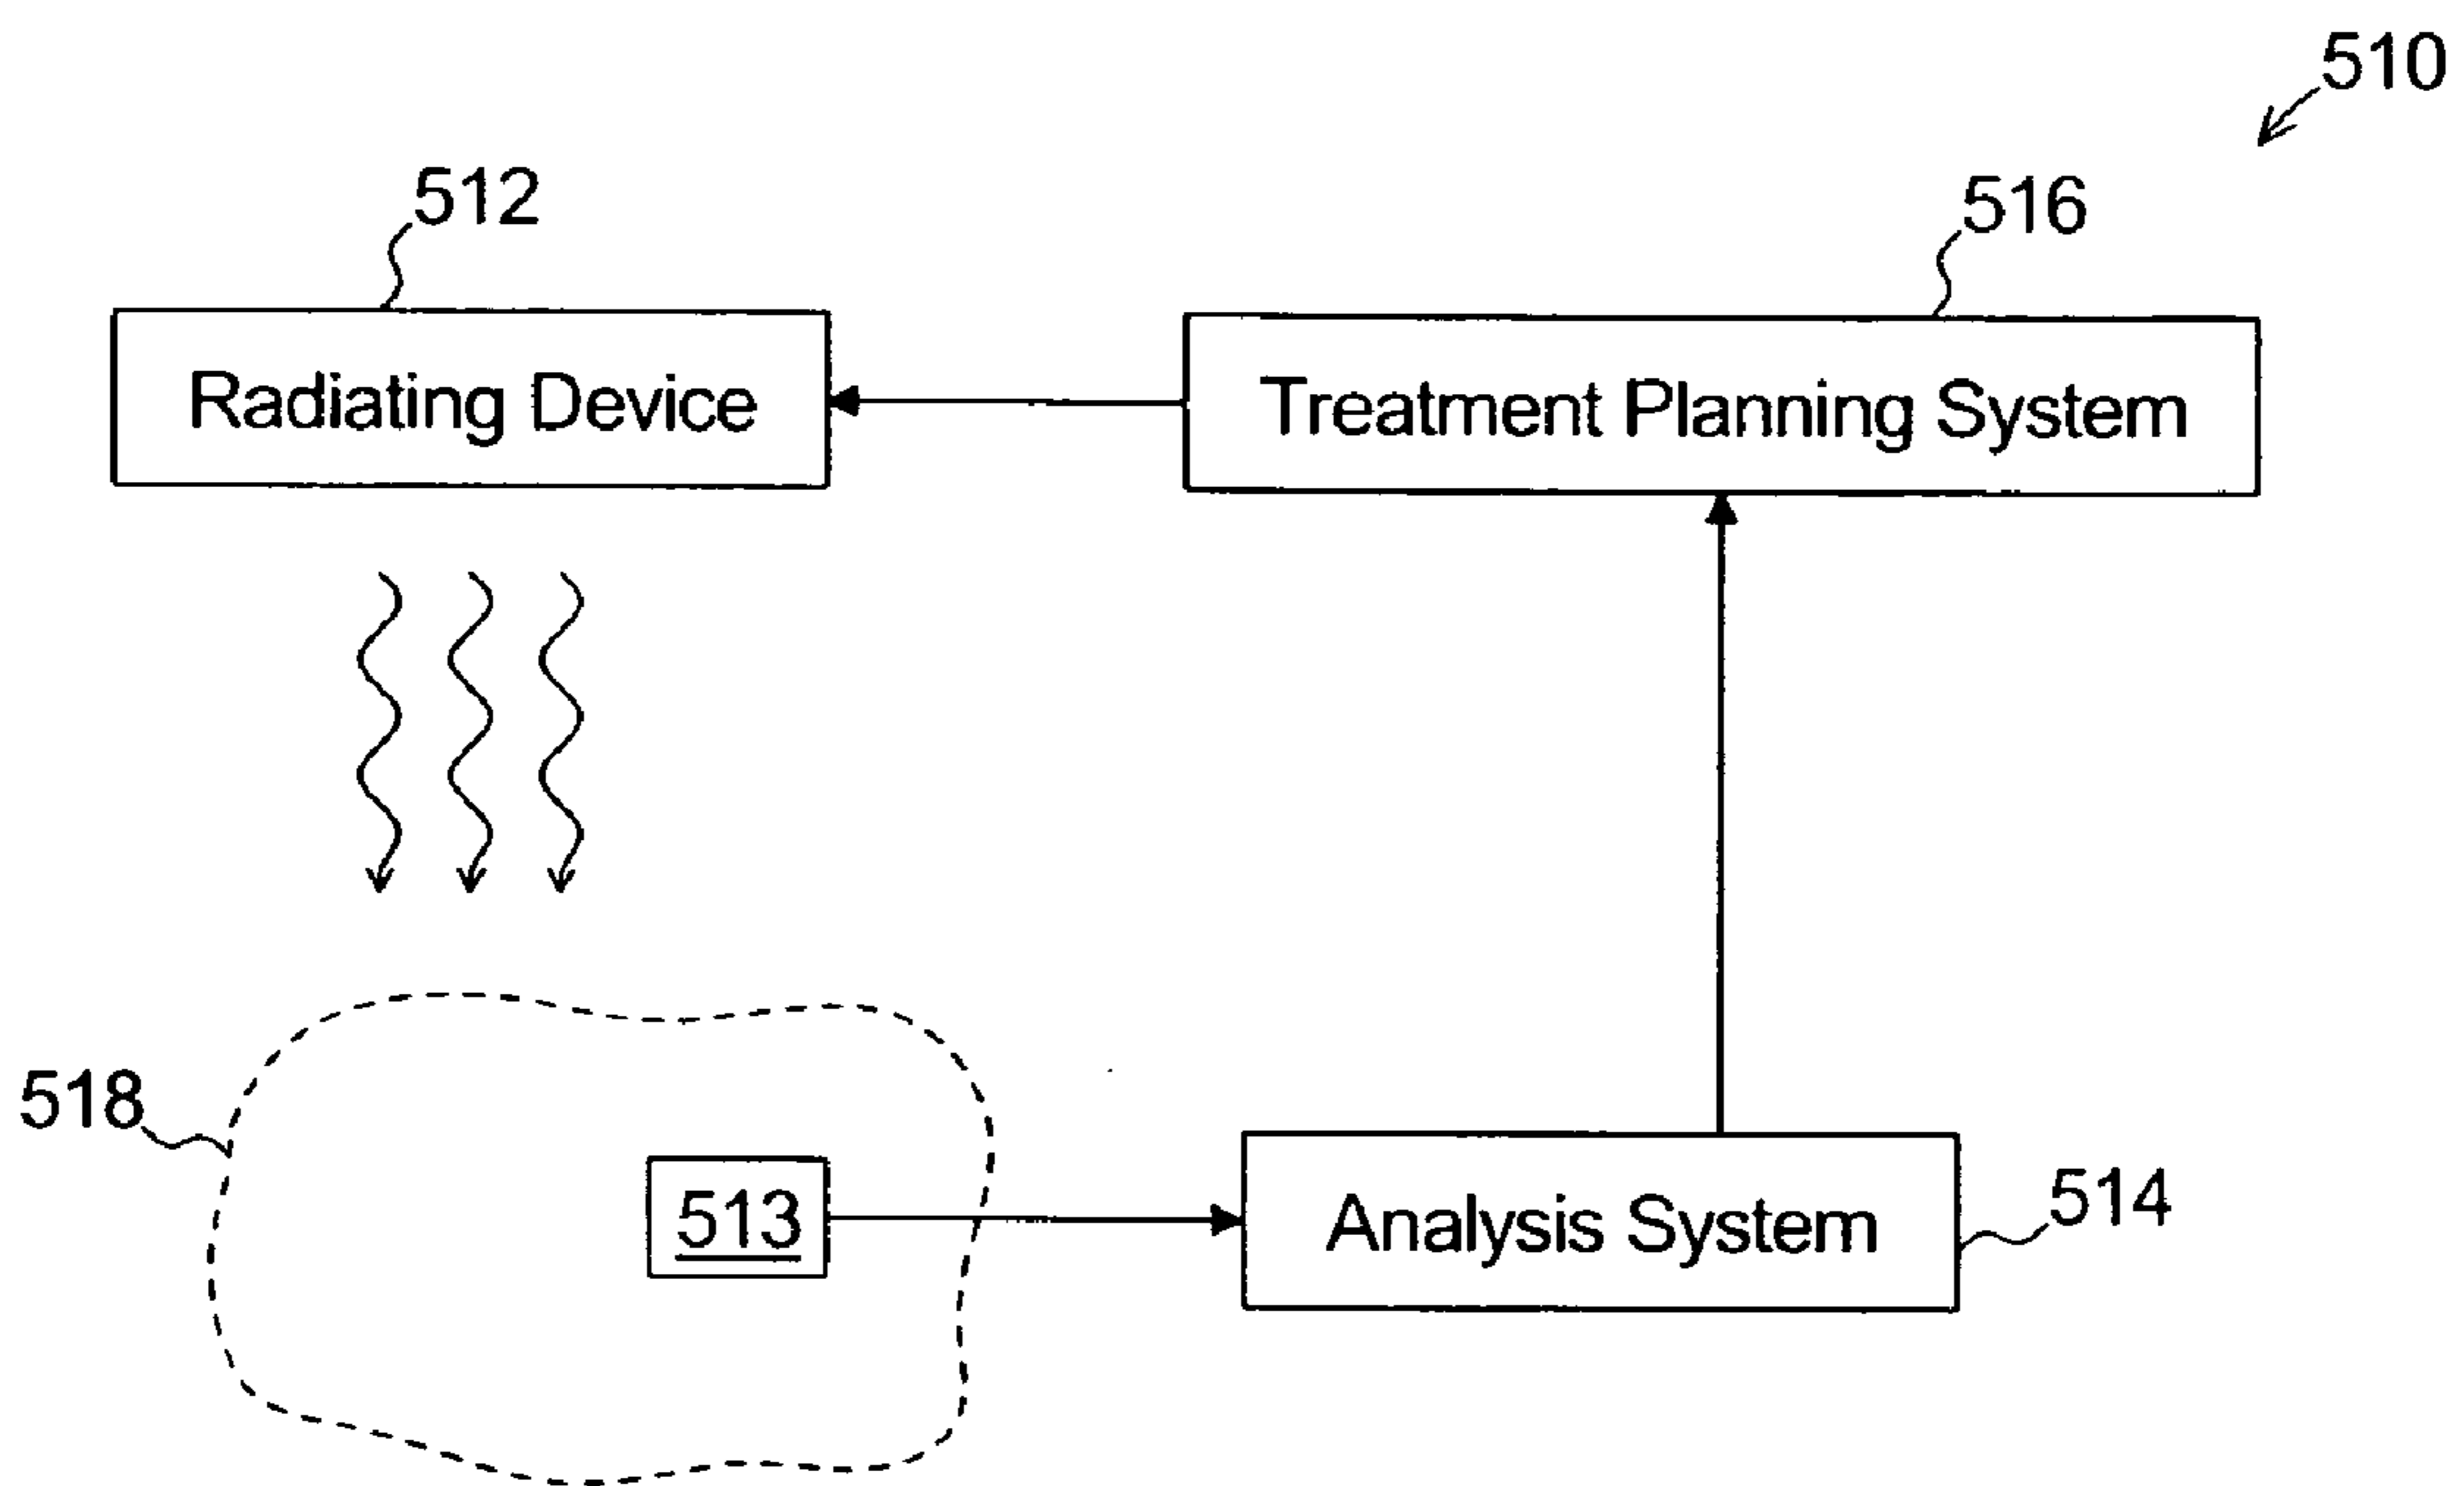 510
512
516
Radiating Device
Treatment Planning System
518
513
Analysis System
514